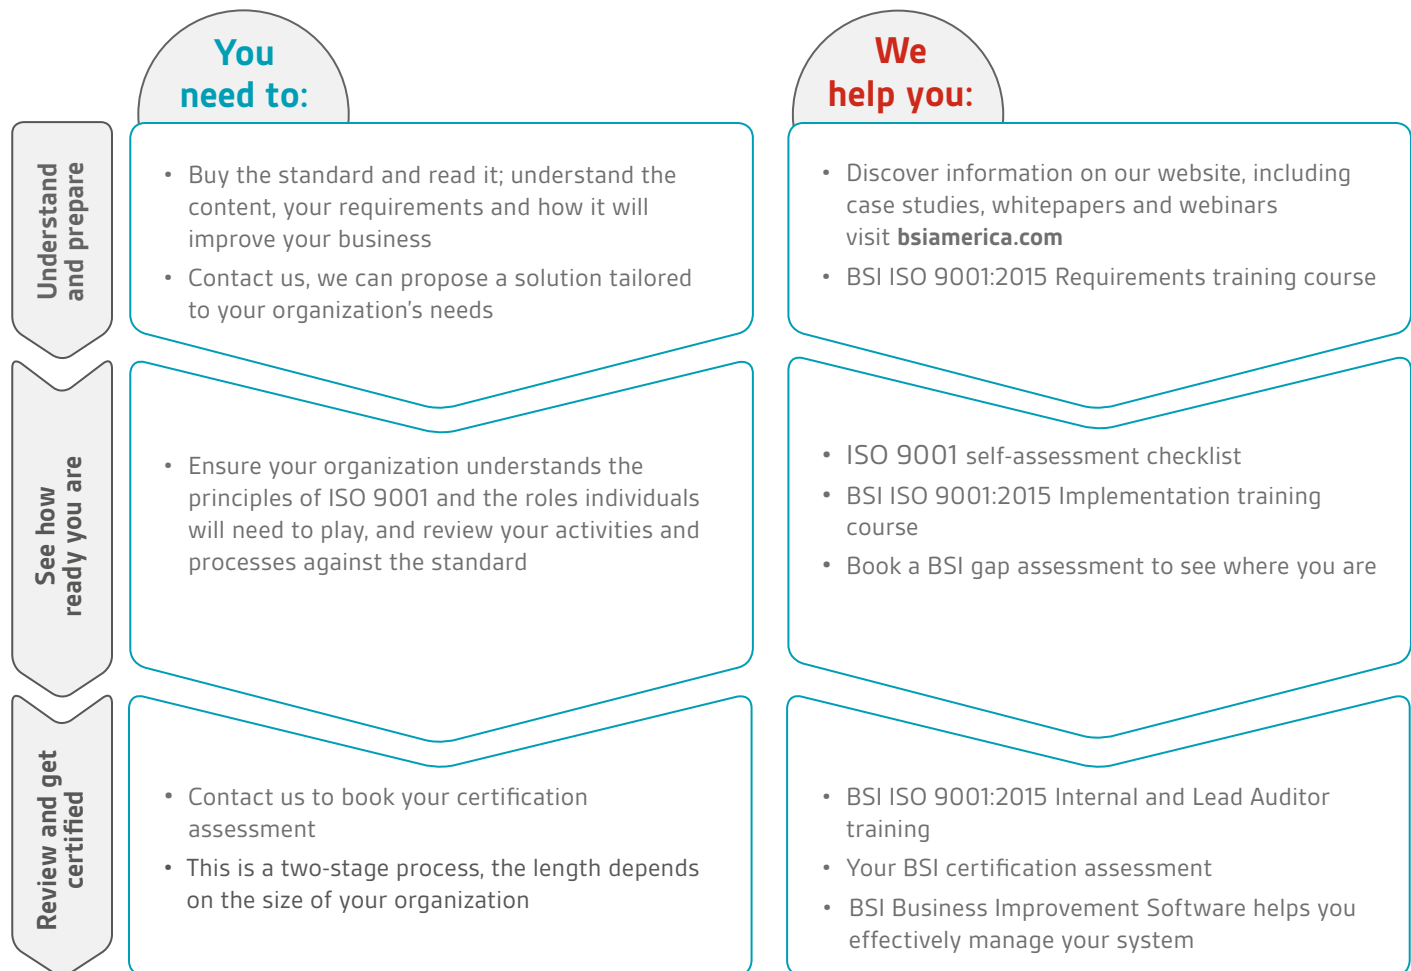 You
need to:
We
help you:
Understand
and prepare
• Buy the standard and read it; understand the
content, your requirements and how it will
improve your business
• Contact us, we can propose a solution tailored
to your organization’s needs
• Discover information on our website, including
case studies, whitepapers and webinars
visit bsiamerica.com
• BSI ISO 9001:2015 Requirements training course
See how
ready you are
• Ensure your organization understands the
principles of ISO 9001 and the roles individuals
will need to play, and review your activities and
processes against the standard
• ISO 9001 self-assessment checklist
• BSI ISO 9001:2015 Implementation training
course
• Book a BSI gap assessment to see where you are
Review and get
certified
• Contact us to book your certification
assessment
• This is a two-stage process, the length depends
on the size of your organization
• BSI ISO 9001:2015 Internal and Lead Auditor
training
• Your BSI certification assessment
• BSI Business Improvement Software helps you
effectively manage your system